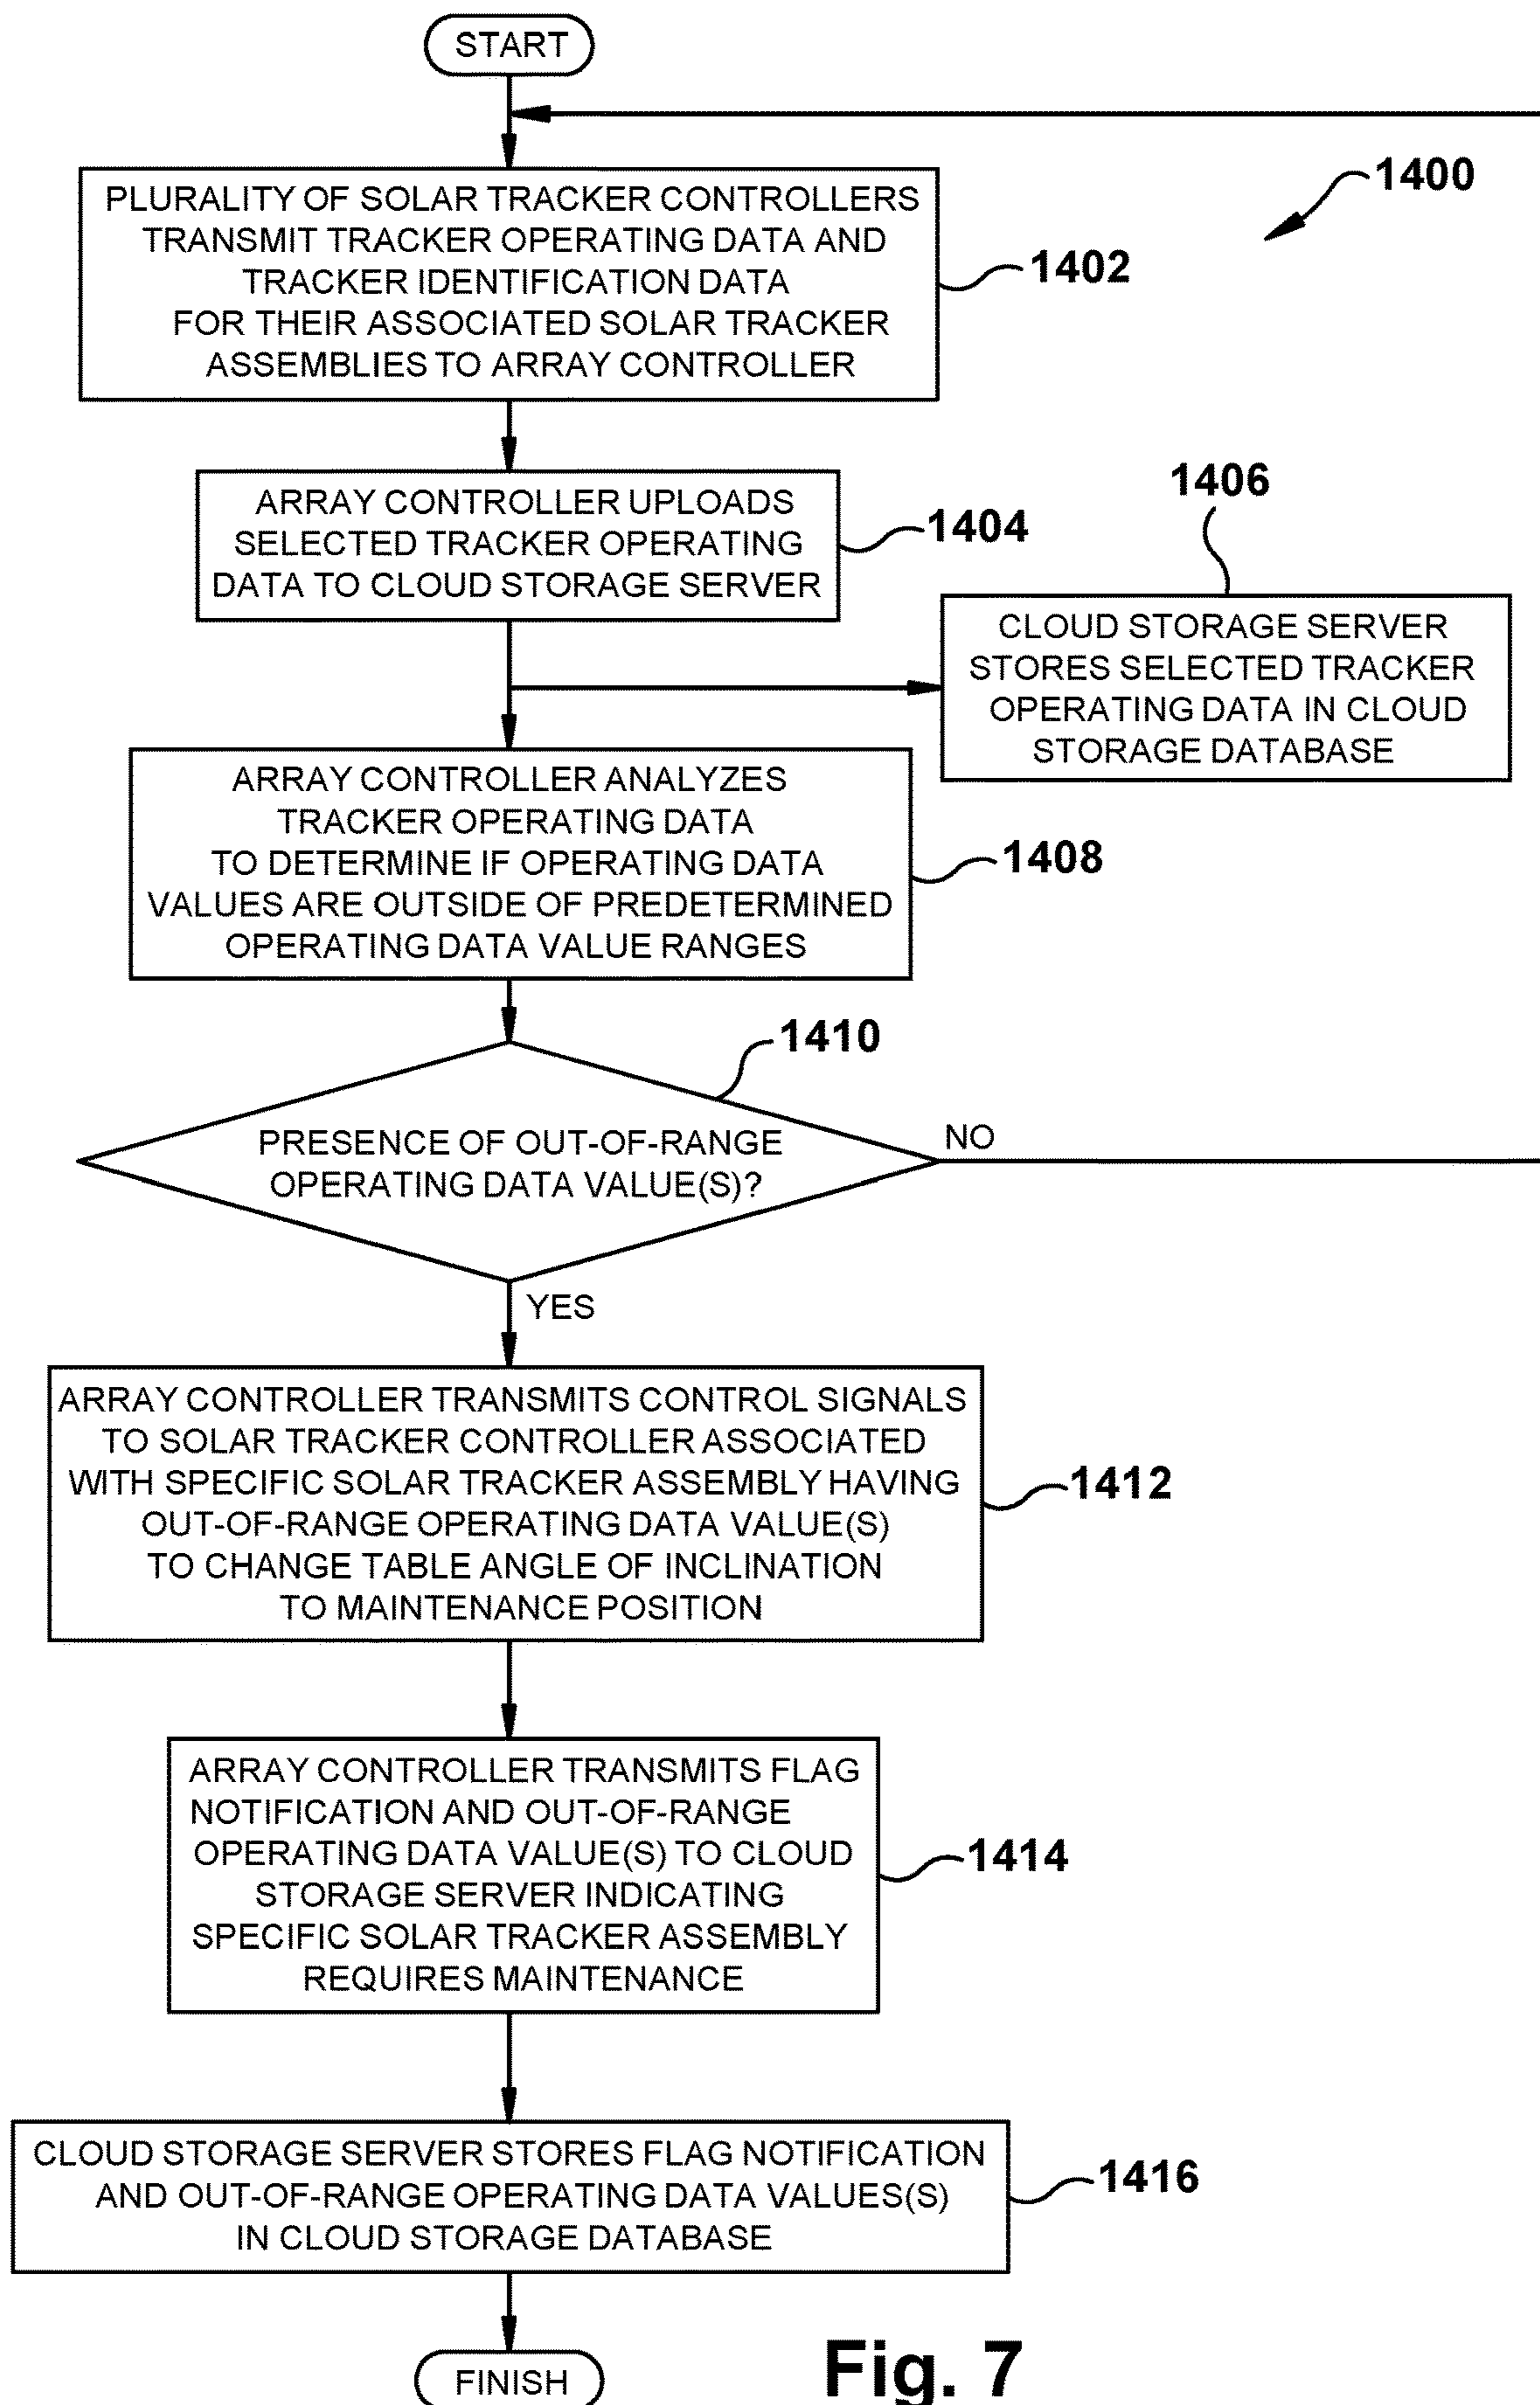 START
1400
PLURALITY OF SOLAR TRACKER CONTROLLERS
TRANSMIT TRACKER OPERATING DATA AND
TRACKER IDENTIFICATION DATA
FOR THEIR ASSOCIATED SOLAR TRACKER
ASSEMBLIES TO ARRAY CONTROLLER
1402
ARRAY CONTROLLER UPLOADS
SELECTED TRACKER OPERATING
DATA TO CLOUD STORAGE SERVER
1404
1406
CLOUD STORAGE SERVER
STORES SELECTED TRACKER
OPERATING DATA IN CLOUD
STORAGE DATABASE
ARRAY CONTROLLER ANALYZES
TRACKER OPERATING DATA
TO DETERMINE IF OPERATING DATA
VALUES ARE OUTSIDE OF PREDETERMINED
OPERATING DATA VALUE RANGES
1408
1410
PRESENCE OF OUT-OF-RANGE
OPERATING DATA VALUE(S)?
NO
YES
ARRAY CONTROLLER TRANSMITS CONTROL SIGNALS
TO SOLAR TRACKER CONTROLLER ASSOCIATED
WITH SPECIFIC SOLAR TRACKER ASSEMBLY HAVING
OUT-OF-RANGE OPERATING DATA VALUE(S)
TO CHANGE TABLE ANGLE OF INCLINATION
TO MAINTENANCE POSITION
1412
ARRAY CONTROLLER TRANSMITS FLAG
NOTIFICATION AND OUT-OF-RANGE
OPERATING DATA VALUE(S) TO CLOUD
STORAGE SERVER INDICATING
SPECIFIC SOLAR TRACKER ASSEMBLY
REQUIRES MAINTENANCE
1414
CLOUD STORAGE SERVER STORES FLAG NOTIFICATION
AND OUT-OF-RANGE OPERATING DATA VALUES(S)
IN CLOUD STORAGE DATABASE
1416
FINISH
Fig. 7